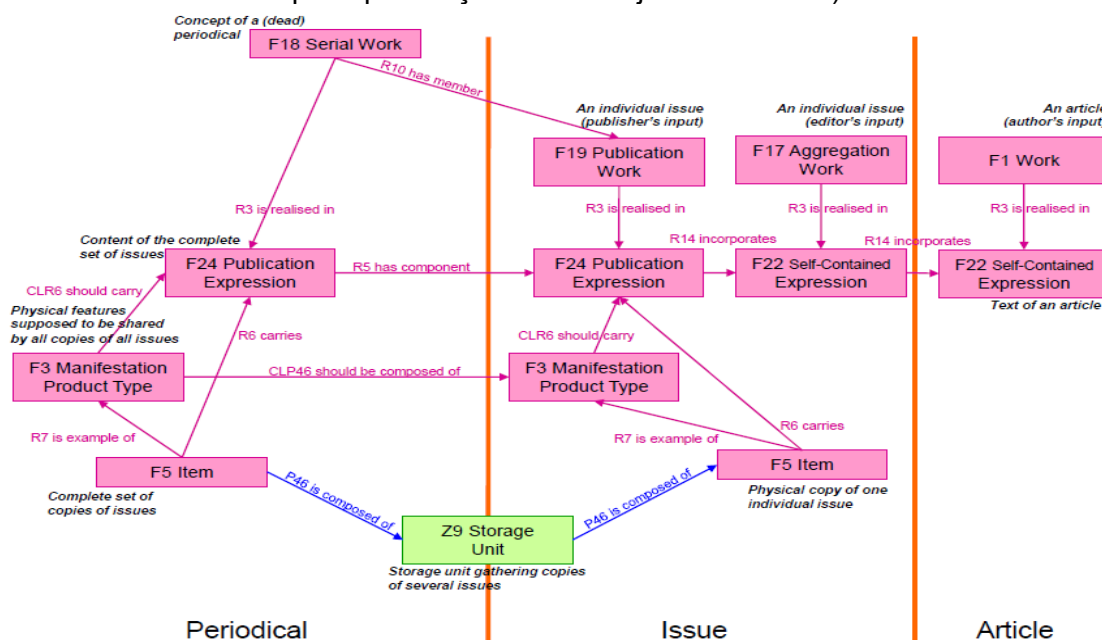 Concept of a (dead)
periodical
F18 Serial Work
R10 has member
An individual issue
(publisher's input)
An individual issue
(editor's input)
An article
(author's input)
F19 Publication
Work
F17 Aggregation
Work
F1 Work
R3 is realised in
R3 is realised in
R3 is realised in
R3 is realised in
Content of the complete
set of issues
R14 incorporates
R14 incorporates
F24 Publication
Expression
R5 has component
F24 Publication
Expression
F22 Self-Contained
Expression
F22 Self-Contained
Expression
Text of an article
CLR6 should carry
Physical features
supposed to be shared
by all copies of all issues
R6 carries
CLR6 should carry
F3 Manifestation
Product Type
CLP46 should be composed of
F3 Manifestation
Product Type
R7 is example of
R7 is example of
R6 carries
F5 Item
F5 Item
Complete set of
copies of issues
P46 is composed of
P46 is composed of
Physical copy of one
individual issue
Z9 Storage
Unit
Storage unit gathering copies
of several issues
Periodical
Issue
Article